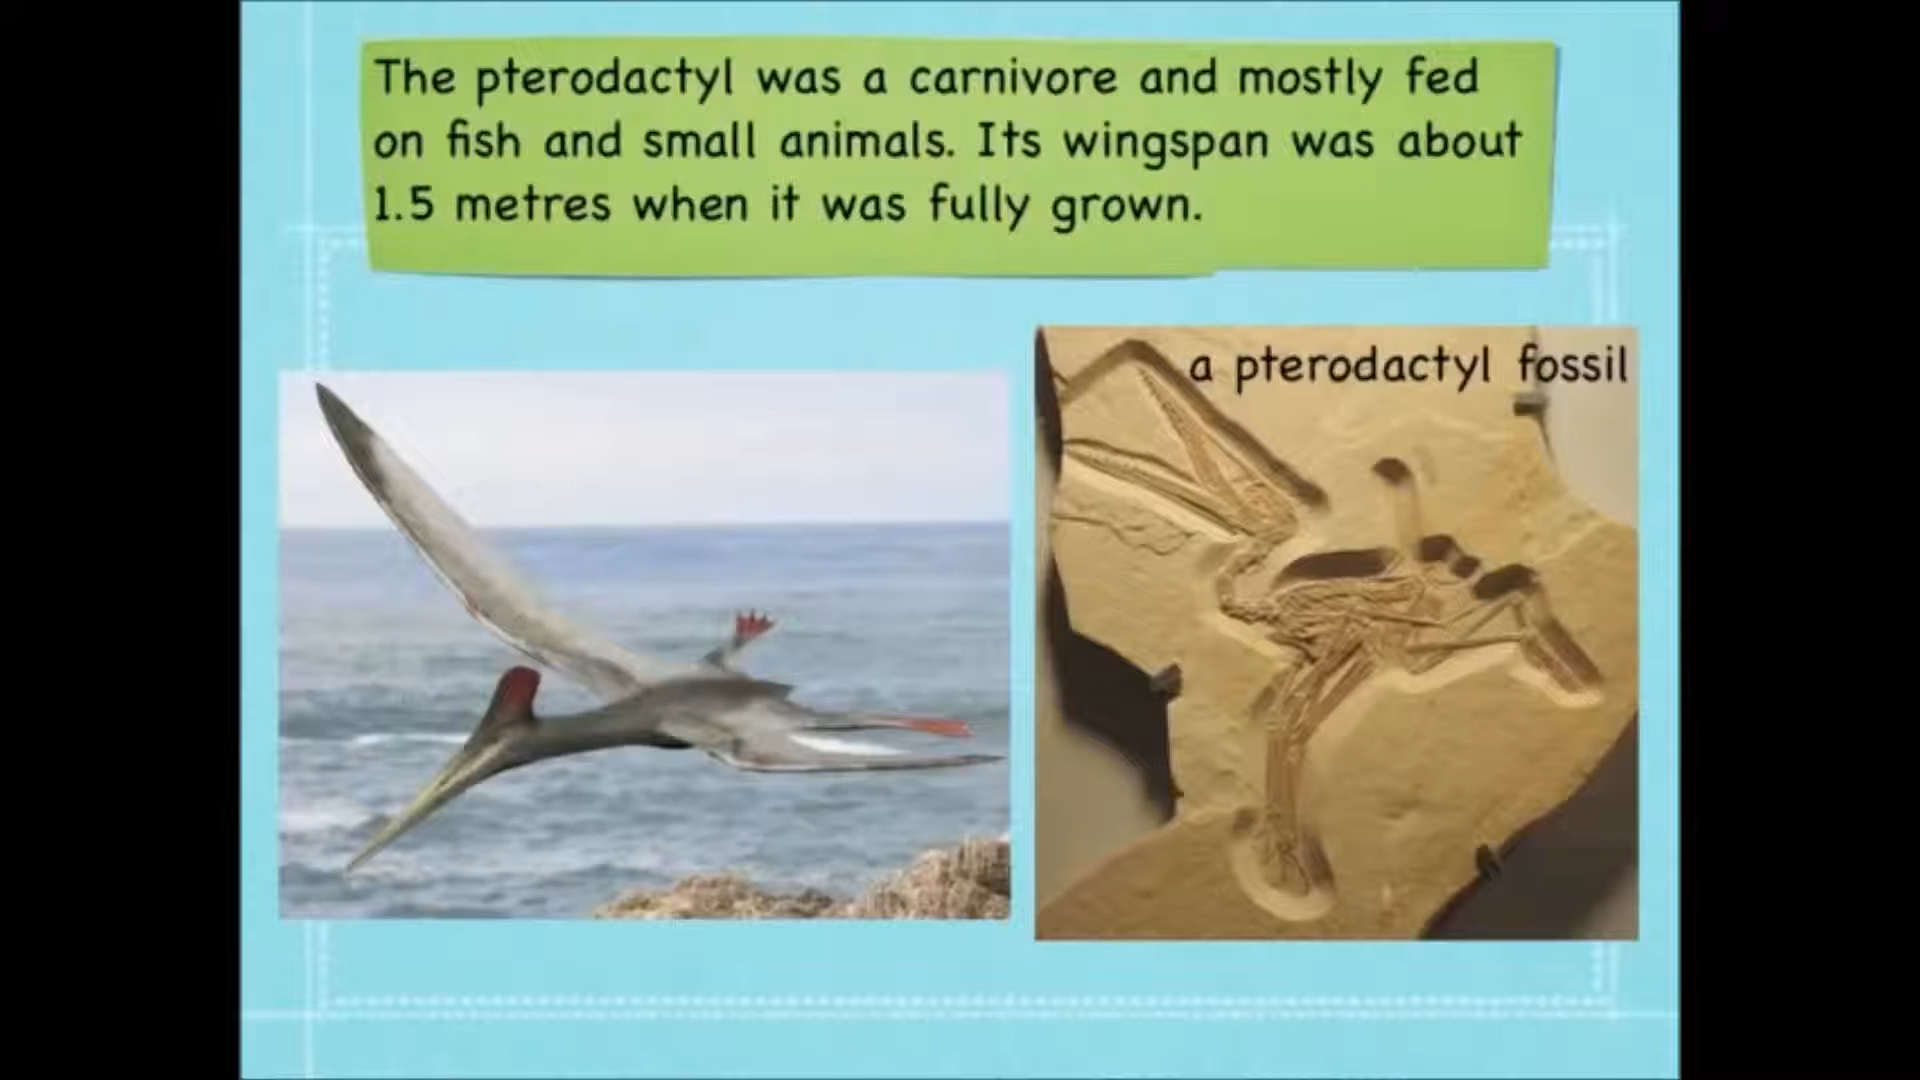 The pterodactyl was a carnivore and mostly fed
on fish and small animals. Its wingspan was about
1.5 metres when it was fully grown.
a pterodactyl fossil